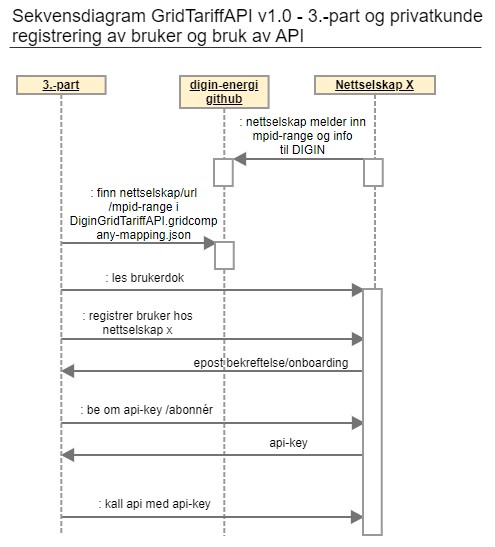 Sekvensdiagram GridTariffAPI v1.0 - 3.-part og privatkunde
registrering av bruker og bruk av API
3.-part
digin-energi
github
Nettselskap X
: nettselskap melder inn
mpid-range og info
til DIGIN
: finn nettselskap/url
/mpid-range i
DiginGridTariffAPI.gridcomp
any-mapping.json
: les brukerdok
: registrer bruker hos
nettselskap x
epost bekreftelse/onboarding
: be om api-key /abonnér
api-key
: kall api med api-key